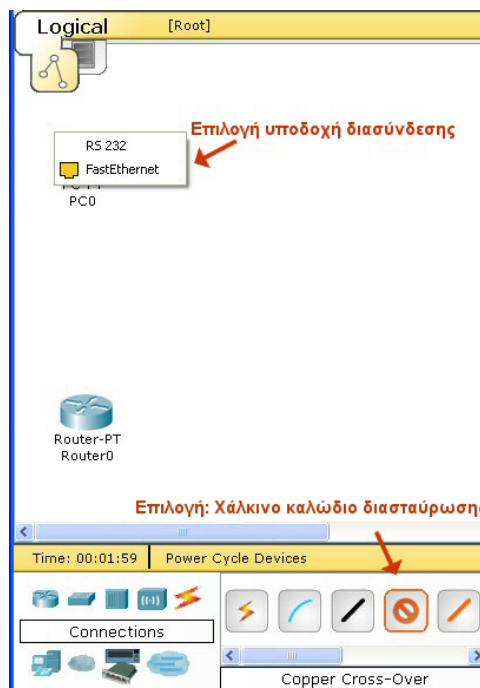 Logical [Root]
Επιλογή υποδοχή διασύνδεσης
RS 232
FastEthernet
PC0
Router-PT
Router0
Επιλογή: Χάλκινο καλώδιο διασταύρωσης
Time: 00:01:59 Power Cycle Devices
Connections
Copper Cross-Over